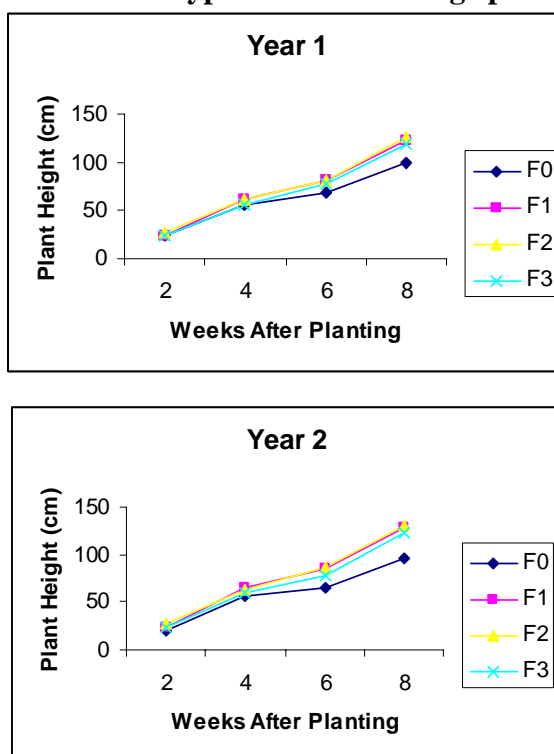 Year 1
Plant Height (cm)
150
100
50
0
2 4 6 8
Weeks After Planting
F0
F1
F2
F3
Year 2
Plant Height (cm)
150
100
50
0
2 4 6 8
Weeks After Planting
F0
F1
F2
F3